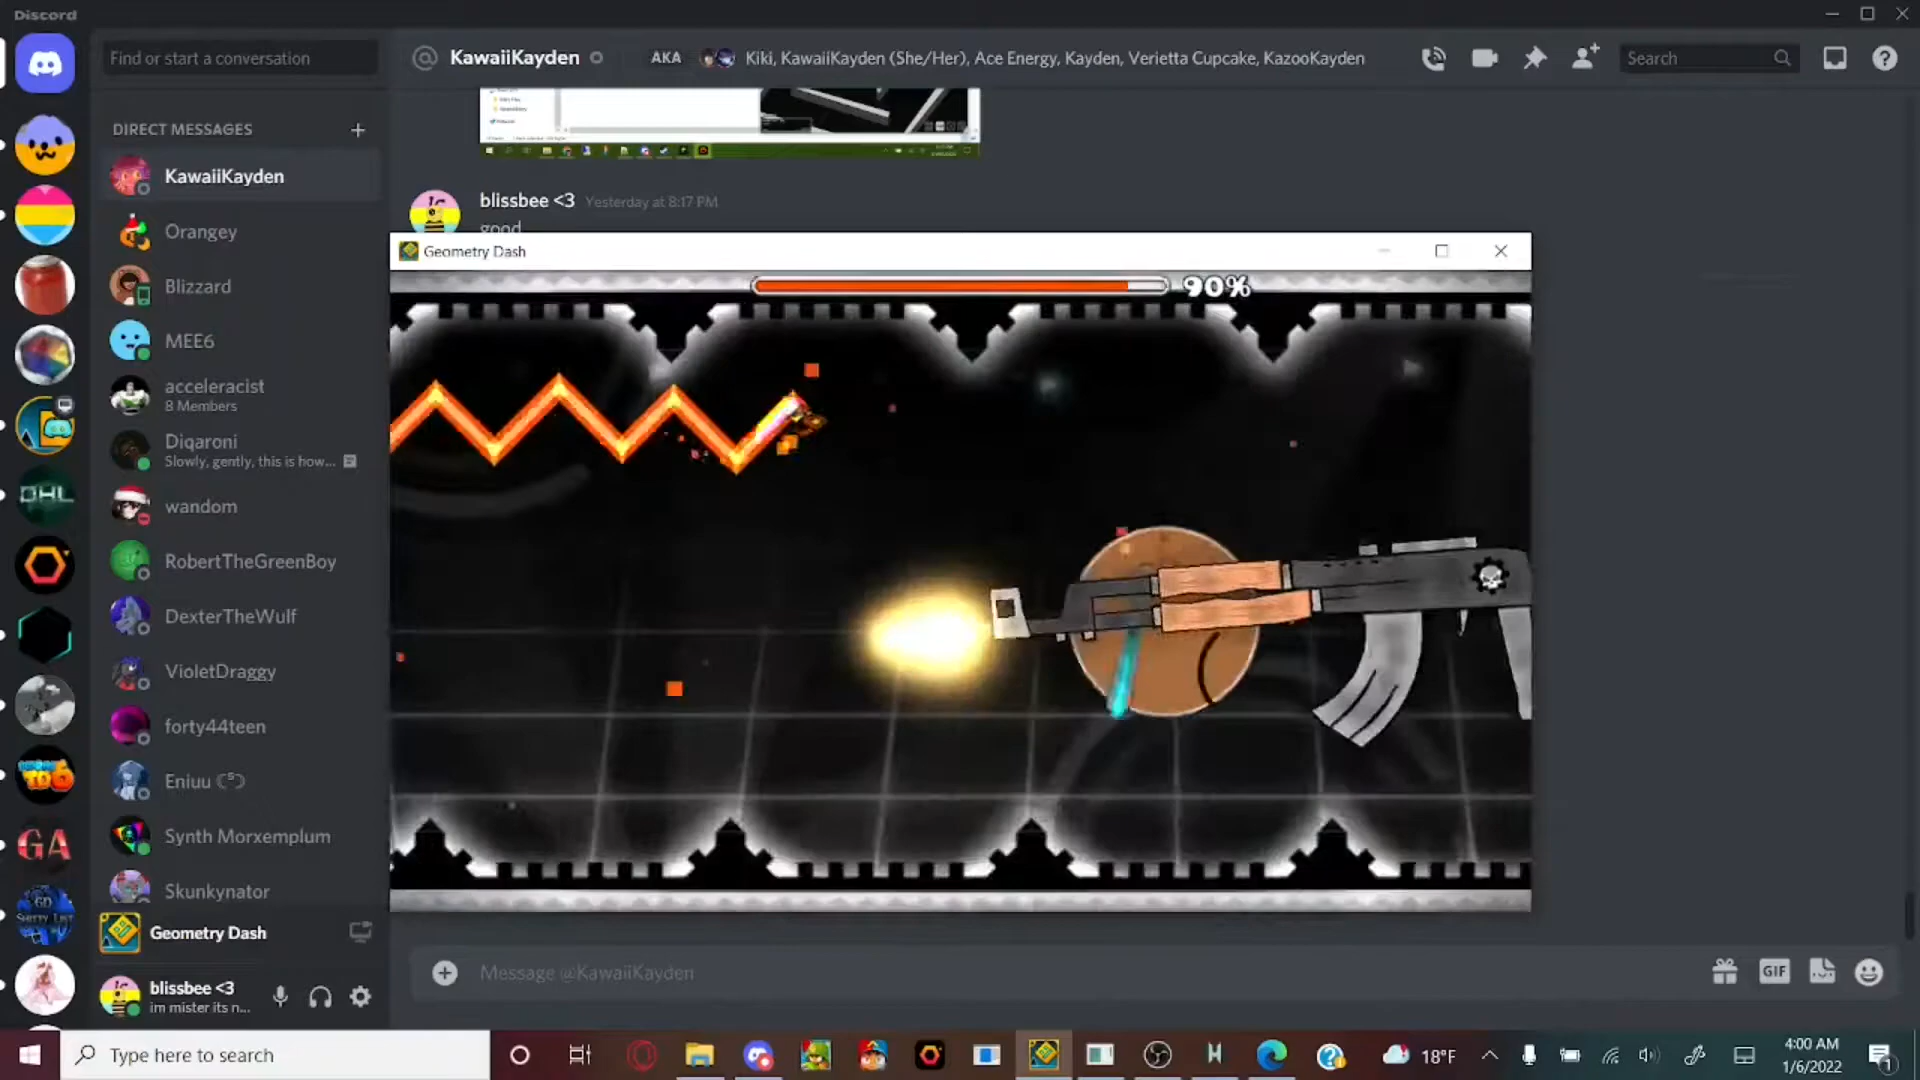 Discord
Find or start a conversation
KawaiiKayden
AKA
Kiki, KawaiiKayden (She/Her), Ace Energy, Kayden, Verietta Cupcake, KazooKayden
Search
DIRECT MESSAGES
KawaiiKayden
Orangey
Blizzard
MEE6
acceleracist
8 Members
Diqaroni
Slowly, gently, this is how...
wandom
RobertTheGreenBoy
DexterTheWulf
VioletDraggy
forty44teen
Eniuu
Synth Morxemplum
Skunkynator
Geometry Dash
blissbee <3
im mister its n...
DHL
GA
blissbee <3 Yesterday at 8:17 PM
good
Geometry Dash
90%
Message @KawaiiKayden
GIF
Type here to search
18°F
4:00 AM
1/6/2022
1